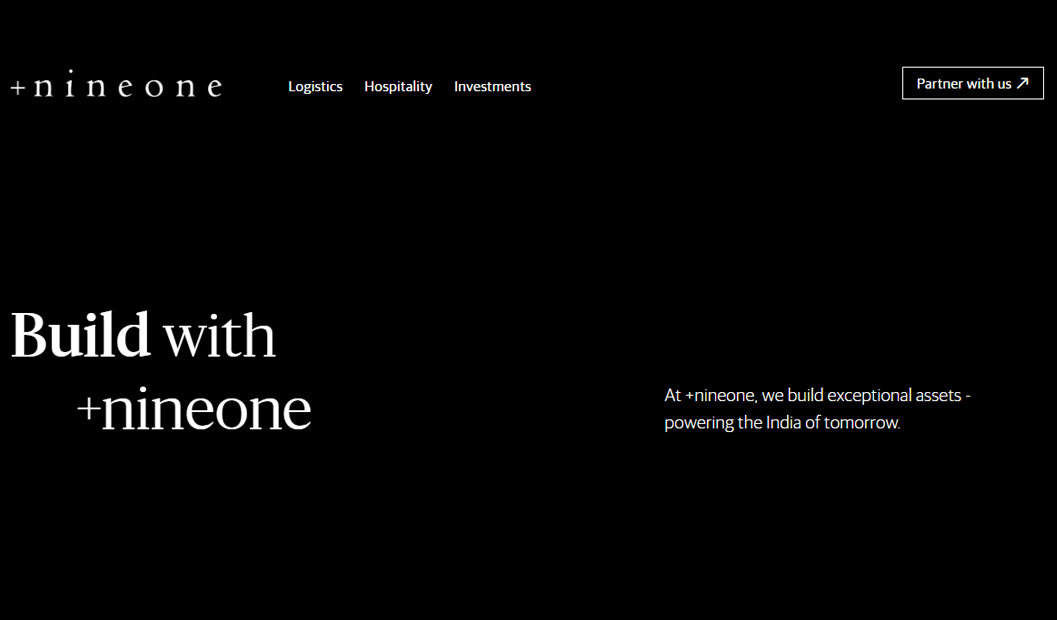 +nineone
Logistics Hospitality Investments
Partner with us ↗
Build with
+nineone
At +nineone, we build exceptional assets -
powering the India of tomorrow.